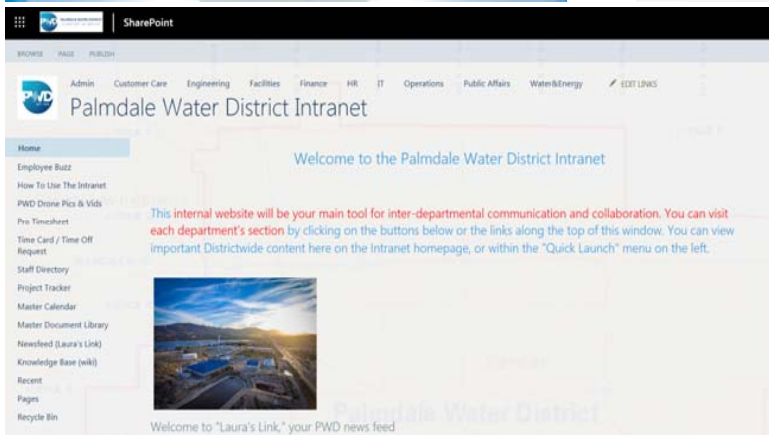 PWD
PALMDALE WATER DISTRICT
SharePoint
BROWSE PAGE PUBLISH
PWD
Admin Customer Care Engineering Facilities Finance HR IT Operations Public Affairs Water&Energy EDIT LINKS
Palmdale Water District Intranet
Home
Employee Buzz
How To Use The Intranet
PWD Drone Pics & Vids
Pro Timesheet
Time Card / Time Off
Request
Staff Directory
Project Tracker
Master Calendar
Master Document Library
Newsfeed (Laura's Link)
Knowledge Base (wiki)
Recent
Pages
Recycle Bin
Welcome to the Palmdale Water District Intranet
This internal website will be your main tool for inter-departmental communication and collaboration. You can visit
each department's section by clicking on the buttons below or the links along the top of this window. You can view
important Districtwide content here on the Intranet homepage, or within the "Quick Launch" menu on the left.
Palmdale Water District
Welcome to "Laura's Link," your PWD news feed